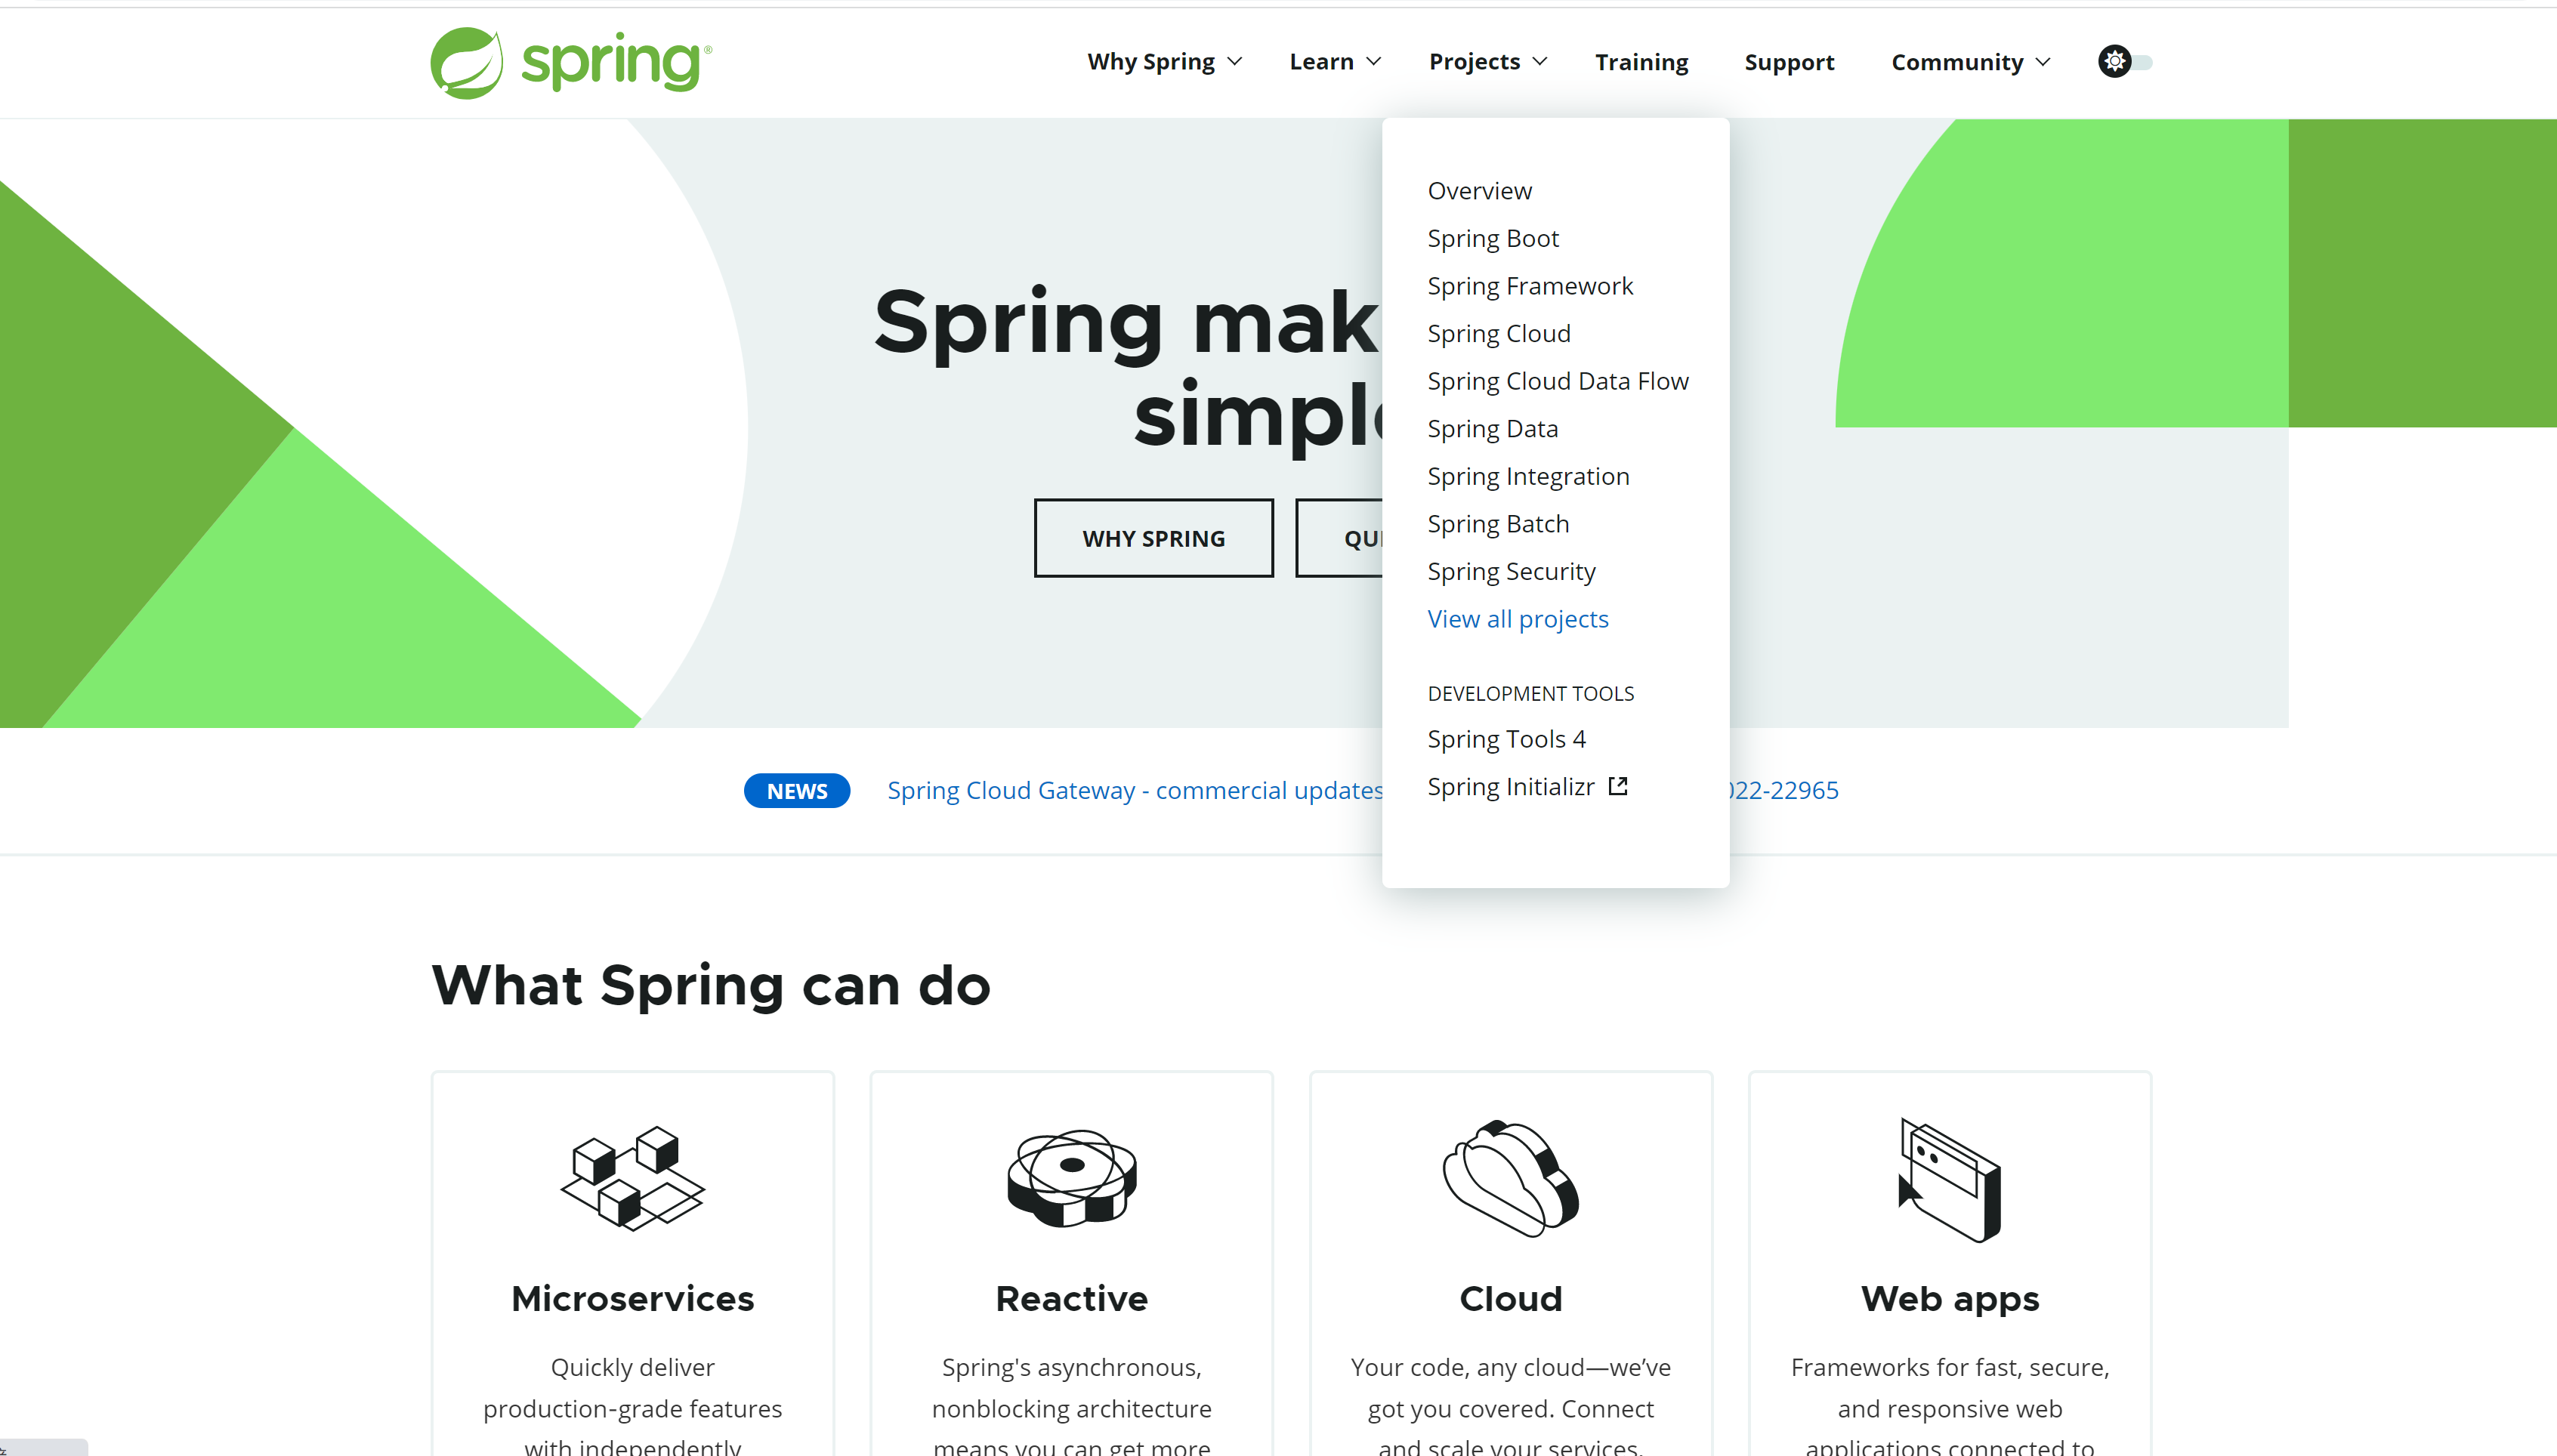 spring®
Why Spring
Learn
Projects
Training
Support
Community
Overview
Spring Boot
Spring Framework
Spring Cloud
Spring Cloud Data Flow
Spring Data
Spring Integration
Spring Batch
Spring Security
View all projects
DEVELOPMENT TOOLS
Spring Tools 4
Spring Initializr
Spring mak
simple
WHY SPRING
QUI
NEWS
Spring Cloud Gateway - commercial updates
022-22965
What Spring can do
Microservices
Quickly deliver
production-grade features
with independently
Reactive
Spring's asynchronous,
nonblocking architecture
means you can get more
Cloud
Your code, any cloud—we’ve
got you covered. Connect
and scale your services,
Web apps
Frameworks for fast, secure,
and responsive web
applications connected to